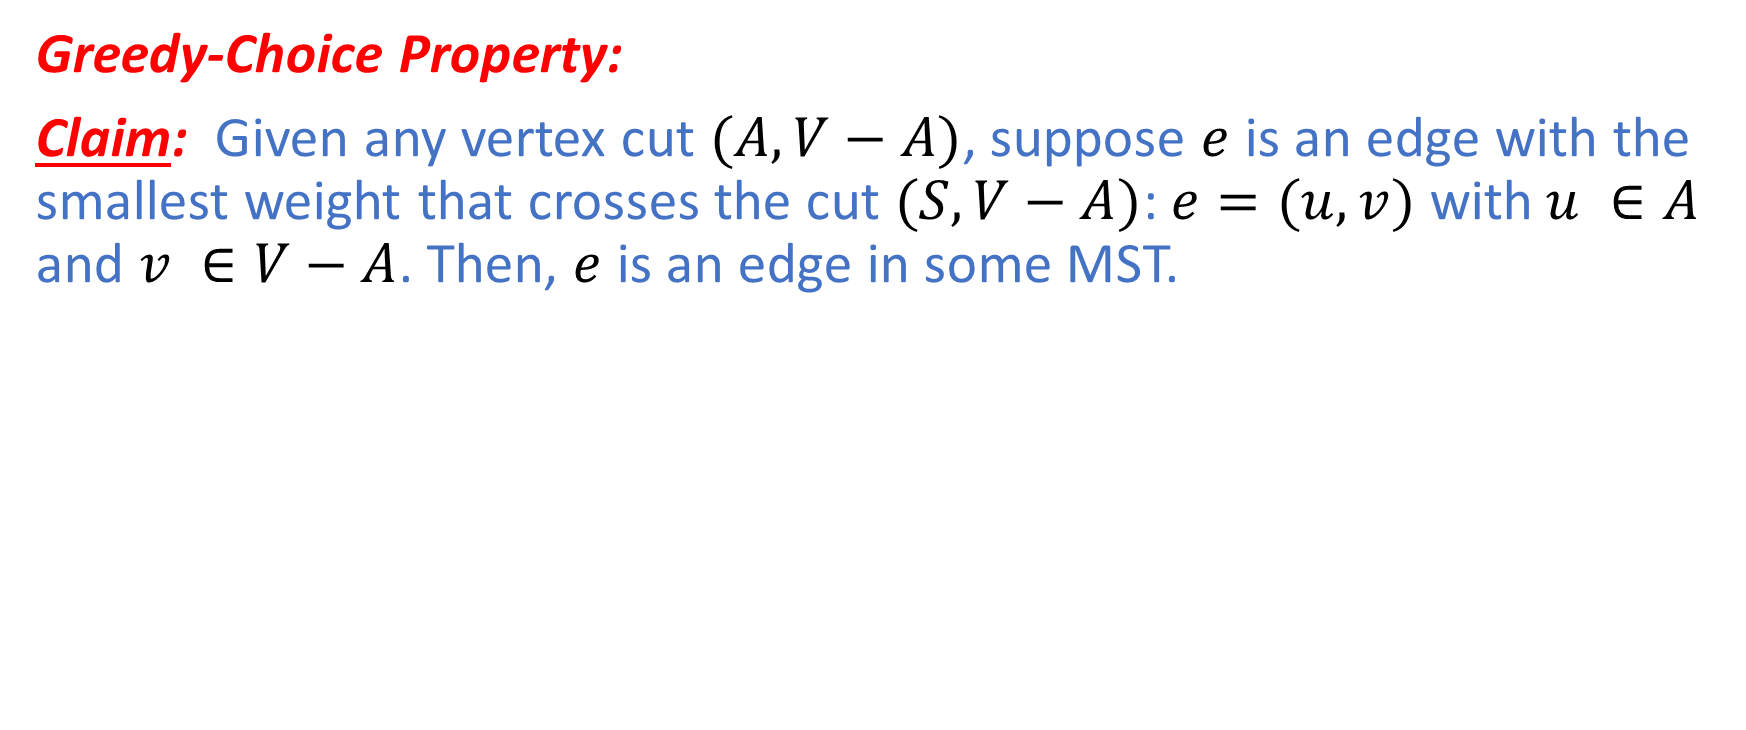 Greedy-Choice Property:
Claim: Given any vertex cut (A, V − A), suppose e is an edge with the
smallest weight that crosses the cut (S, V − A): e = (u, v) with u ∈ A
and v ∈ V − A. Then, e is an edge in some MST.